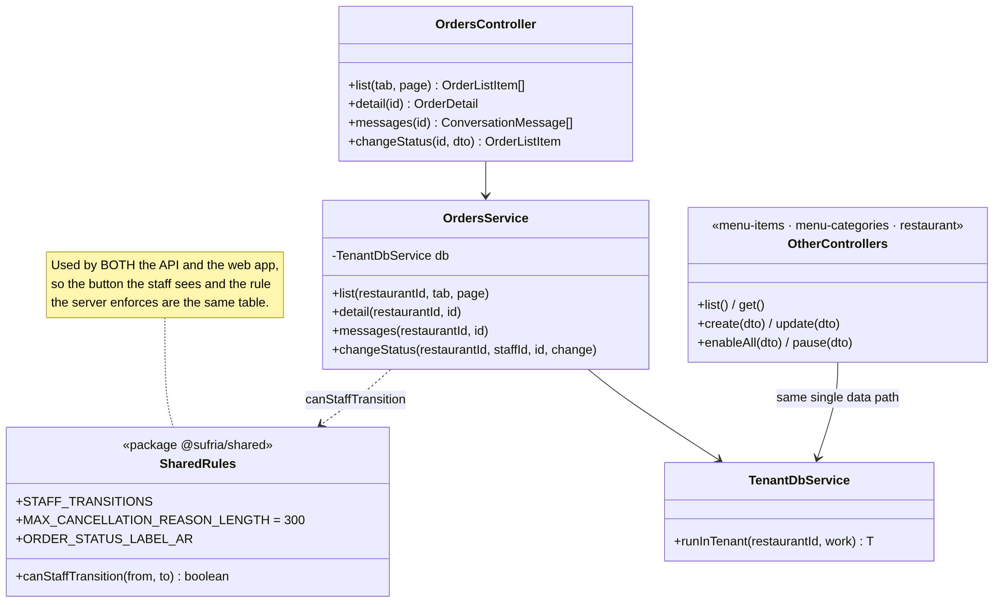 OrdersController
+list(tab, page) : OrderListItem[]
+detail(id) : OrderDetail
+messages(id) : ConversationMessage[]
+changeStatus(id, dto) : OrderListItem
OrdersService
-TenantDbService db
+list(restaurantId, tab, page)
+detail(restaurantId, id)
+messages(restaurantId, id)
+changeStatus(restaurantId, staffId, id, change)
«menu-items · menu-categories · restaurant»
OtherControllers
+list() / get()
+create(dto) / update(dto)
+enableAll(dto) / pause(dto)
Used by BOTH the API and the web app,
so the button the staff sees and the rule
the server enforces are the same table.
canStaffTransition
same single data path
«package @sufria/shared»
SharedRules
+STAFF_TRANSITIONS
+MAX_CANCELLATION_REASON_LENGTH = 300
+ORDER_STATUS_LABEL_AR
+canStaffTransition(from, to) : boolean
TenantDbService
+runInTenant(restaurantId, work) : T